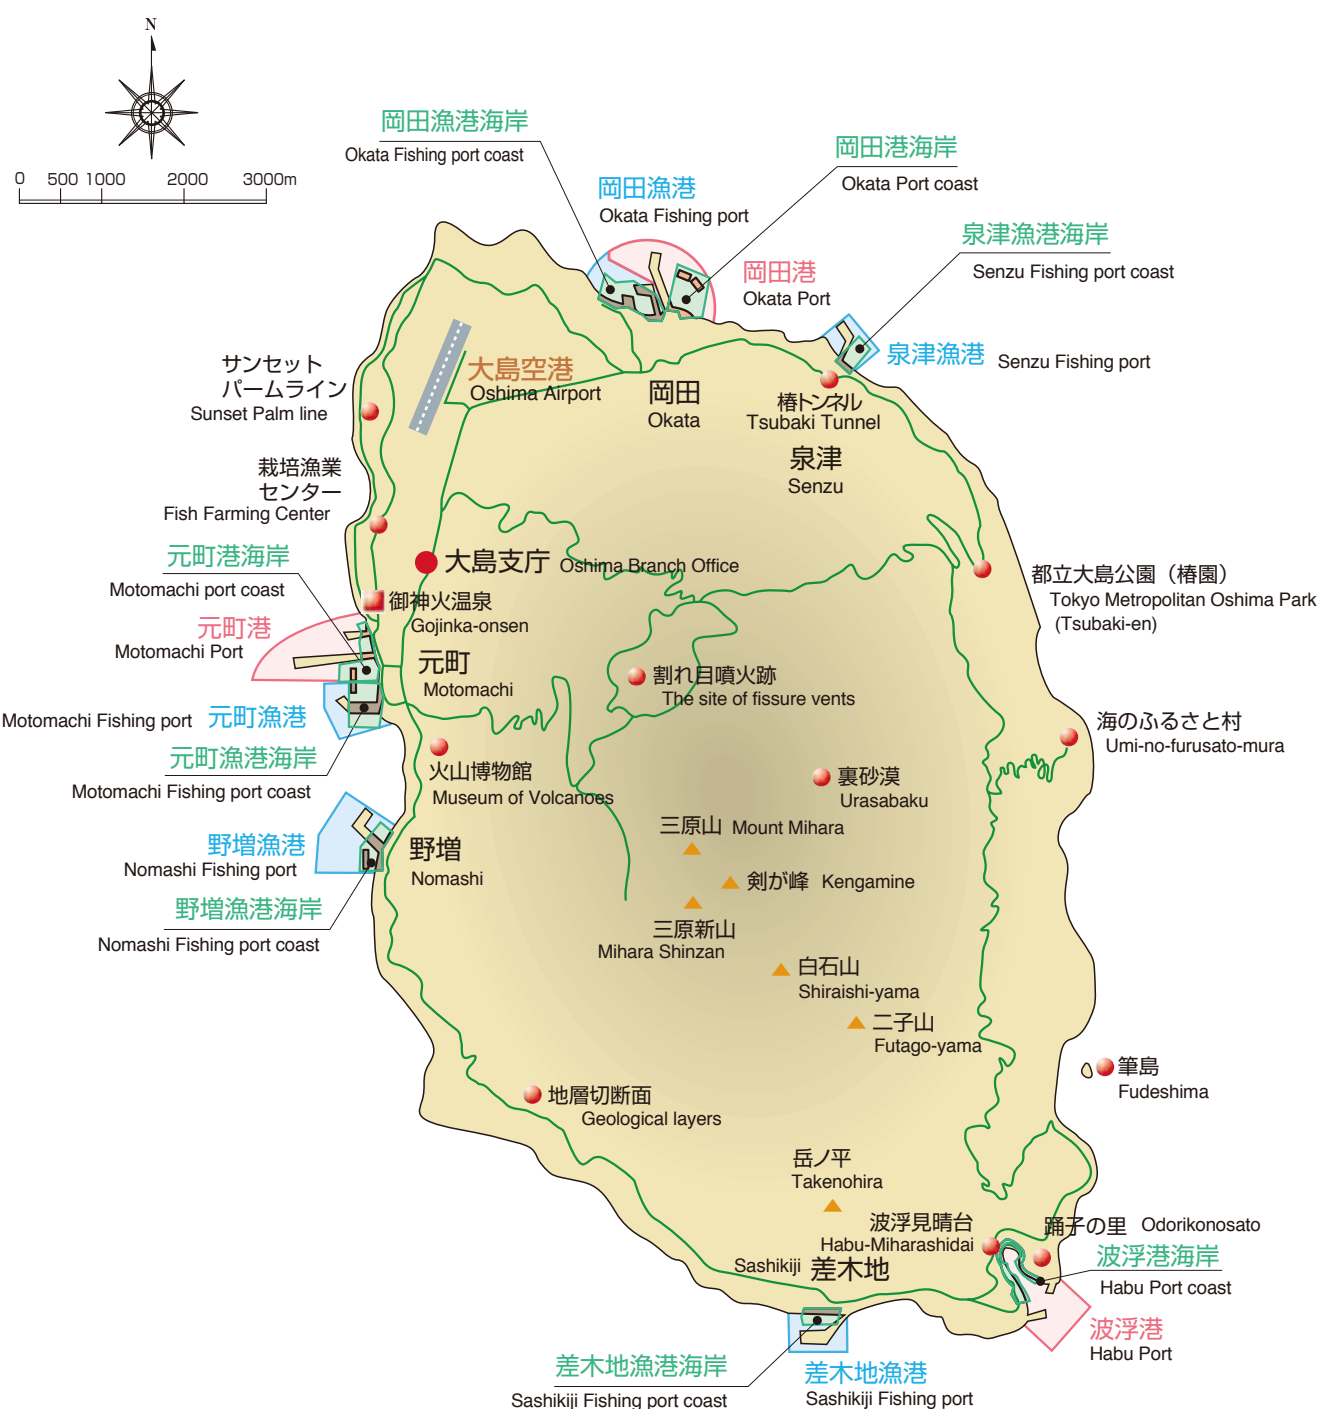 N
0 500 1000 2000 3000m
岡田漁港海岸
Okata Fishing port coast
岡田港海岸
Okata Port coast
岡田漁港
Okata Fishing port
泉津漁港海岸
Senzu Fishing port coast
岡田港
Okata Port
泉津漁港
Senzu Fishing port
サンセット
パームライン
Sunset Palm line
大島空港
Oshima Airport
岡田
Okata
椿トンネル
Tsubaki Tunnel
泉津
Senzu
栽培漁業
センター
Fish Farming Center
元町港海岸
Motomachi port coast
大島支庁 Oshima Branch Office
都立大島公園（椿園）
Tokyo Metropolitan Oshima Park
(Tsubaki-en)
御神火温泉
Gojinka-onsen
元町港
Motomachi Port
元町
Motomachi
割れ目噴火跡
The site of fissure vents
Motomachi Fishing port 元町漁港
海のふるさと村
Umi-no-furusato-mura
元町漁港海岸
Motomachi Fishing port coast
火山博物館
Museum of Volcanoes
裏砂漠
Urasabaku
三原山 Mount Mihara
野増漁港
Nomashi Fishing port
野増
Nomashi
剣が峰 Kengamine
野増漁港海岸
Nomashi Fishing port coast
三原新山
Mihara Shinzan
白石山
Shiraishi-yama
二子山
Futago-yama
筆島
Fudeshima
地層切断面
Geological layers
岳ノ平
Takenohira
波浮見晴台
Habu-Miharashidai
踊子の里 Odorikonosato
Sashikiji 差木地
波浮港海岸
Habu Port coast
波浮港
Habu Port
差木地漁港海岸
Sashikiji Fishing port coast
差木地漁港
Sashikiji Fishing port